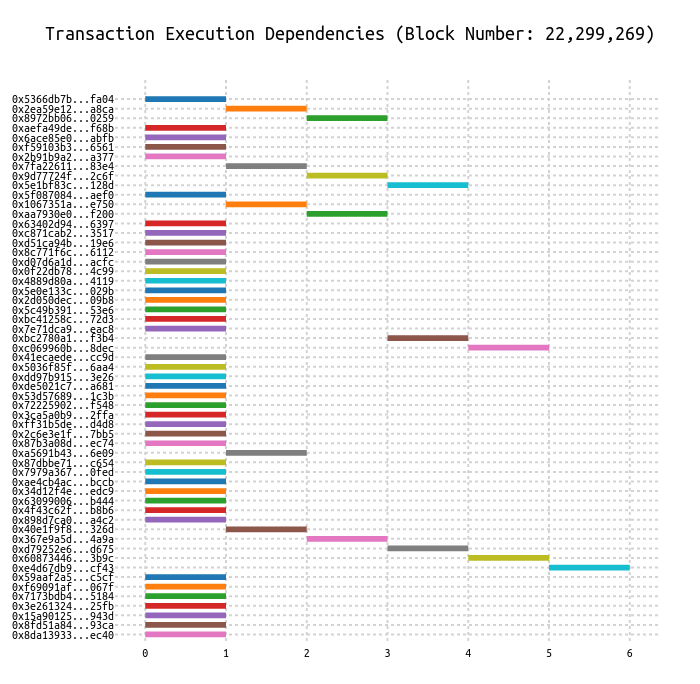 Transaction Execution Dependencies (Block Number: 22,299,269)
0x5366db7b...fa04
0x2ea59e12...a8ca
0x8972bb06...0259
0xaefa49de...f68b
0x6ace85e0...abfb
0xf59103b3...6561
0x2b91b9a2...a377
0x7fa22611...83e4
0x9d77724f...2c6f
0x5e1bf83c...128d
0x5f087084...aef0
0x1067351a...e750
0xaa7930e0...f200
0x63402d94...6397
0xc871cab2...3517
0xd51ca94b...19e6
0x8c771f6c...6112
0xd07d6a1d...acfc
0x0f22db78...4c99
0x4889d80a...4119
0x5e0e133c...029b
0x2d050dec...09b8
0x5c49b391...53e6
0xbc41258c...72d3
0x7e71dca9...eac8
0xbc2780a1...f3b4
0xc069960b...8dec
0x41ecaede...cc9d
0x5036f85f...6aa4
0xdd97b915...3e26
0xde5021c7...a681
0x53d57689...1c3b
0x72225902...f548
0x3ca5a0b9...2ffa
0xff31b5de...d4d8
0x2c6e3e1f...7bb5
0x87b3a08d...ec74
0xa5691b43...6e09
0x87dbbe71...c654
0x7979a367...0fed
0xae4cb4ac...bccb
0x34d12f4e...edc9
0x63099006...b444
0x4f43c62f...b8b6
0x898d7ca0...a4c2
0x40e1f9f8...326d
0x367e9a5d...4a9a
0xd79252e6...d675
0x60873446...3b9c
0xe4d67db9...cf43
0x59aaf2a5...c5cf
0xf69091af...067f
0x7173bdb4...5184
0x3e261324...25fb
0x15a90125...943d
0x8fd51a84...93ca
0x8da13933...ec40
0 1 2 3 4 5 6